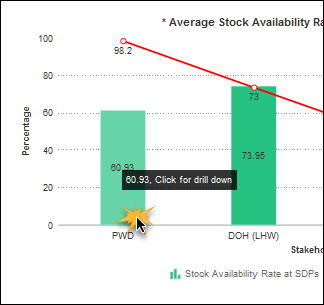 * Average Stock Availability Ra
100
98.2
80
73
60
60.93
73.95
60.93, Click for drill down
40
20
0
Percentage
PWD
DOH (LHW)
Stakeho
Stock Availability Rate at SDPs